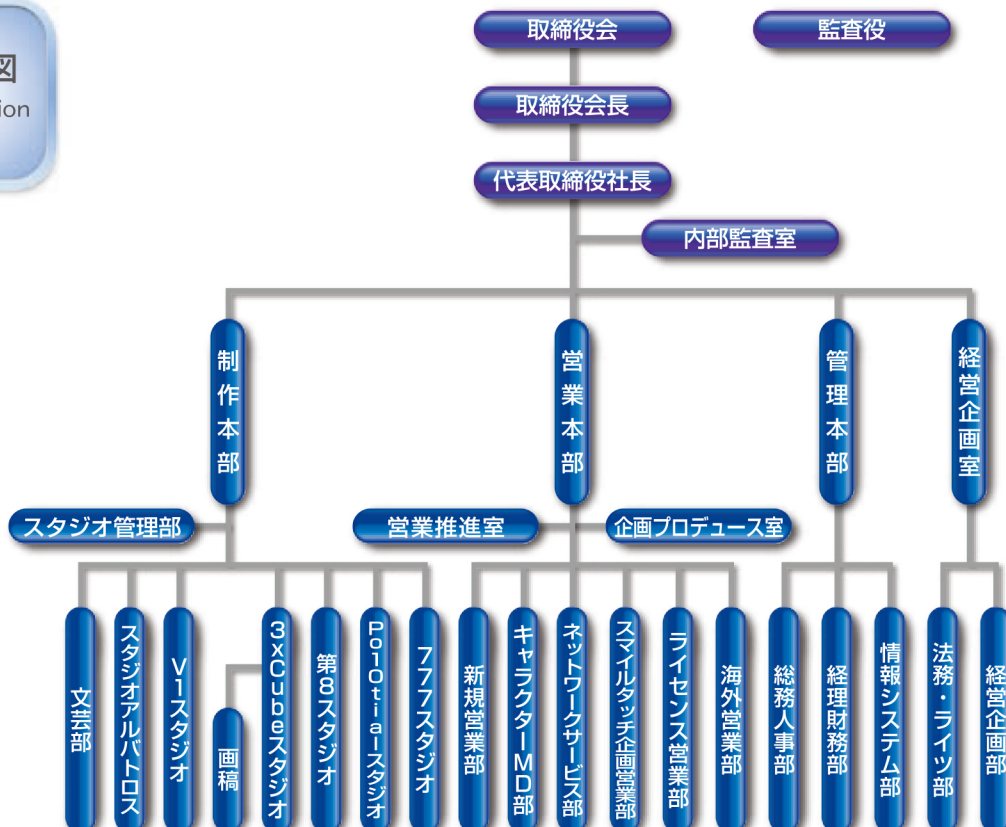 図
ion
取締役会
監査役
取締役会長
代表取締役社長
内部監査室
制作本部
営業本部
管理本部
経営企画室
スタジオ管理部
営業推進室
企画プロデュース室
文芸部
スタジオアルバトロス
V1スタジオ
画稿
3xCubeスタジオ
第8スタジオ
Po10tialスタジオ
777スタジオ
新規営業部
キャラクターMD部
ネットワークサービス部
スマイルタッチ企画営業部
ライセンス営業部
海外営業部
総務人事部
経理財務部
情報システム部
法務・ライツ部
経営企画部